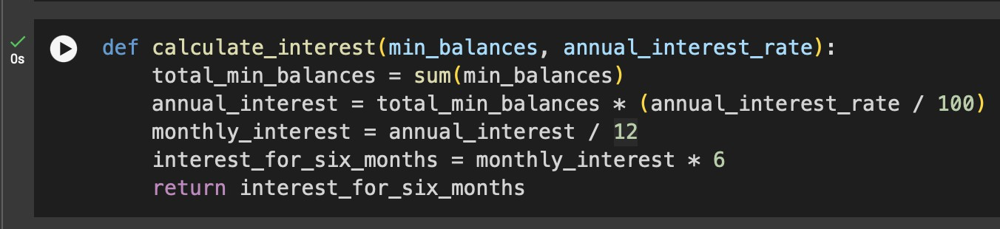 def calculate_interest(min_balances, annual_interest_rate):
total_min_balances = sum(min_balances)
annual_interest = total_min_balances * (annual_interest_rate / 100)
monthly_interest = annual_interest / 12
interest_for_six_months = monthly_interest * 6
return interest_for_six_months
0s